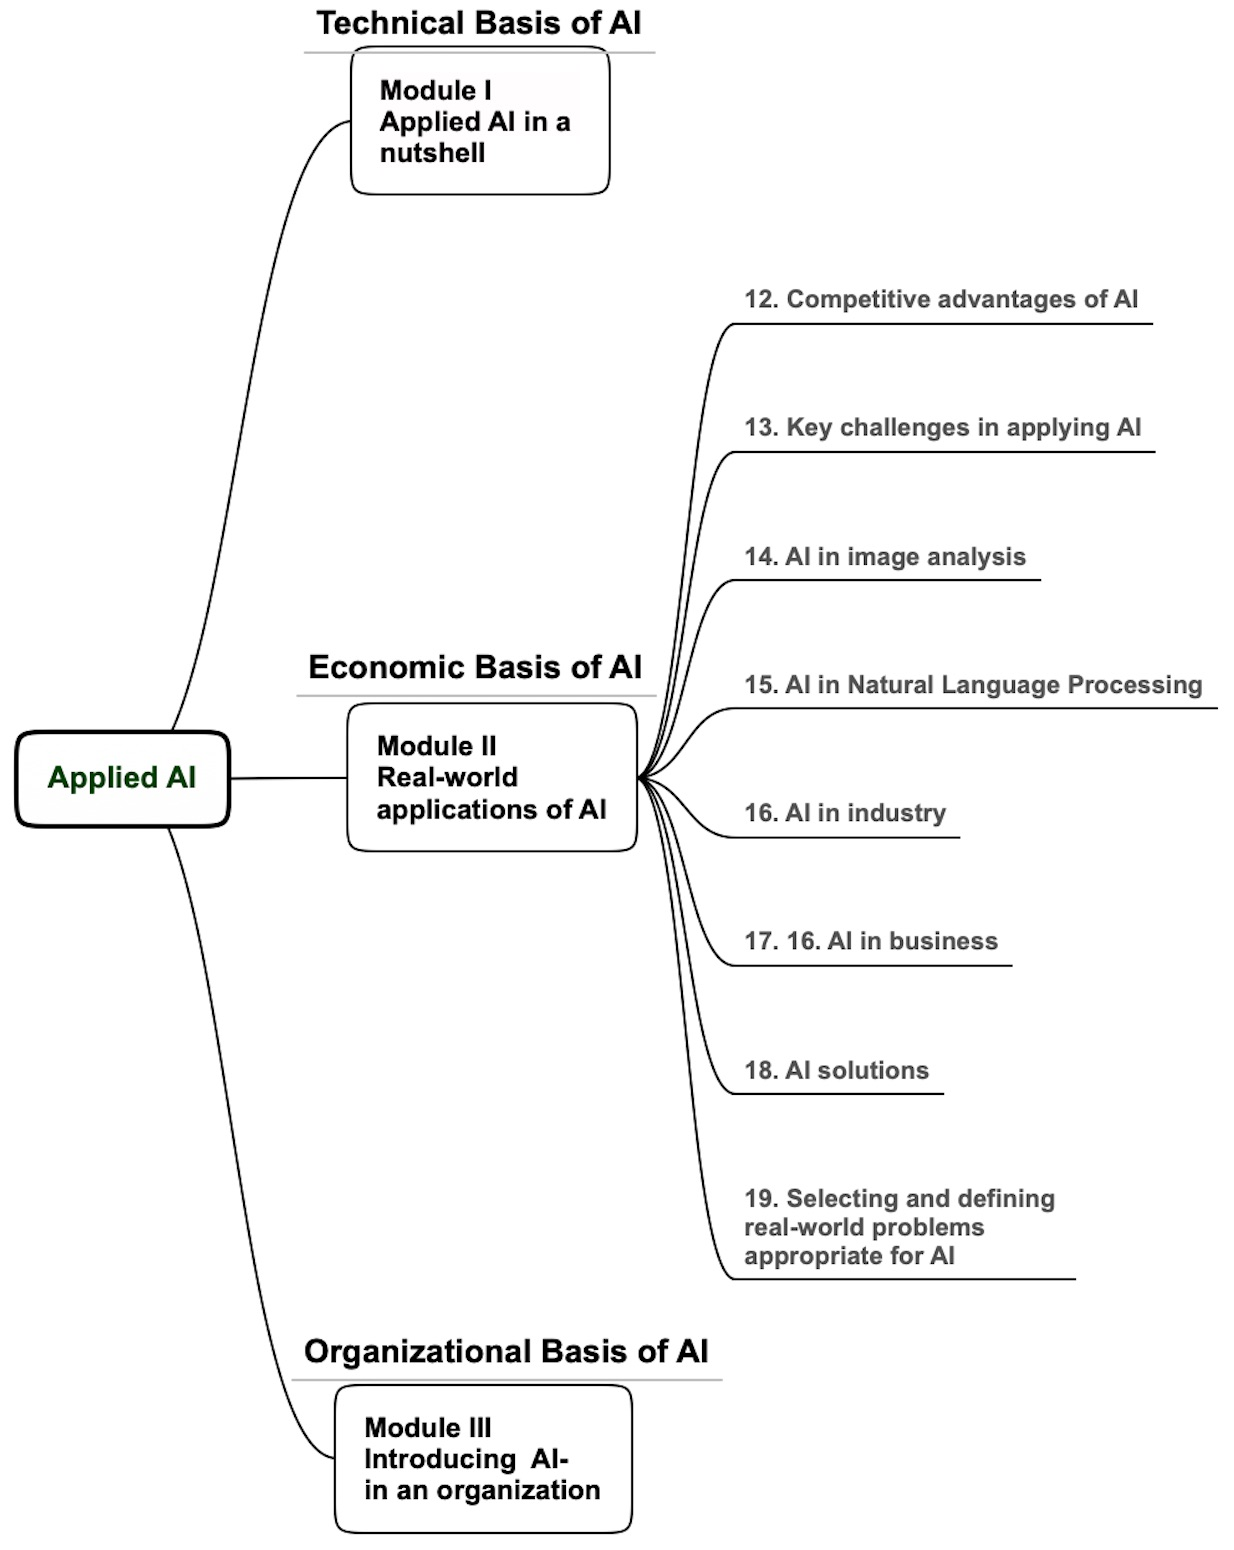 Technical Basis of AI
Module I
Applied AI in a
nutshell
12. Competitive advantages of AI
13. Key challenges in applying AI
14. AI in image analysis
15. AI in Natural Language Processing
Economic Basis of AI
Module II
Real-world
applications of AI
Applied AI
16. AI in industry
17. 16. AI in business
18. AI solutions
19. Selecting and defining
real-world problems
appropriate for AI
Organizational Basis of AI
Module III
Introducing  AI-
in an organization